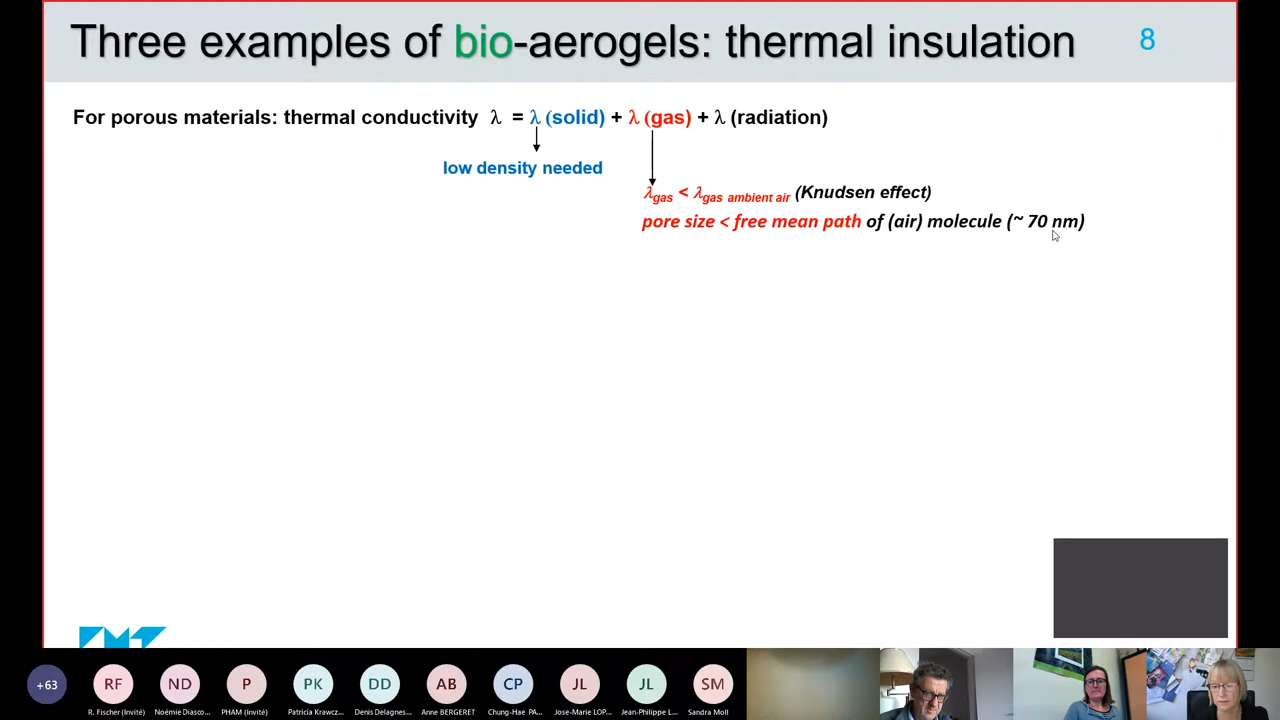 Three examples of bio-aerogels: thermal insulation
8
For porous materials: thermal conductivity λ = λ (solid) + λ (gas) + λ (radiation)
low density needed
λgas < λgas ambient air (Knudsen effect)
pore size < free mean path of (air) molecule (~ 70 nm)
+63
RF
ND
P
PK
DD
AB
CP
JL
JL
SM
R. Fischer (Invité)
Noémie Diasco...
PHAM (Invité)
Patricia Krawcz...
Denis Delagnes...
Anne BERGERET
Chung-Hae PA...
Jose-Marie LOP...
Jean-Philippe L...
Sandra Moll